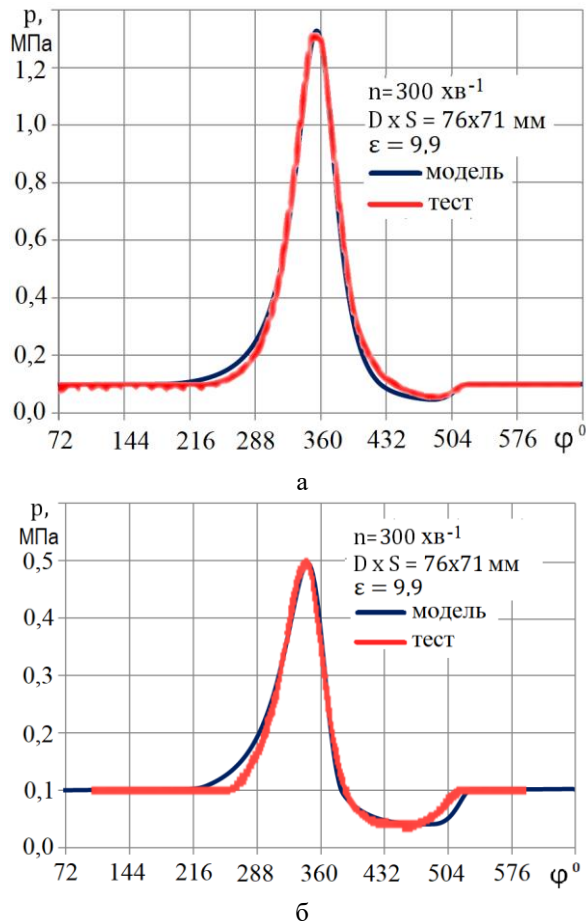 р,
МПа
1,2
1,0
0,8
0,6
0,4
0,2
0,0
n=300 хв-1
D x S = 76x71 мм
ε = 9,9
модель
тест
72 144 216 288 360 432 504 576 φ⁰
а
р,
МПа
0,5
0,4
0,3
0,2
0,1
0,0
n=300 хв-1
D x S = 76x71 мм
ε = 9,9
модель
тест
72 144 216 288 360 432 504 576 φ⁰
б